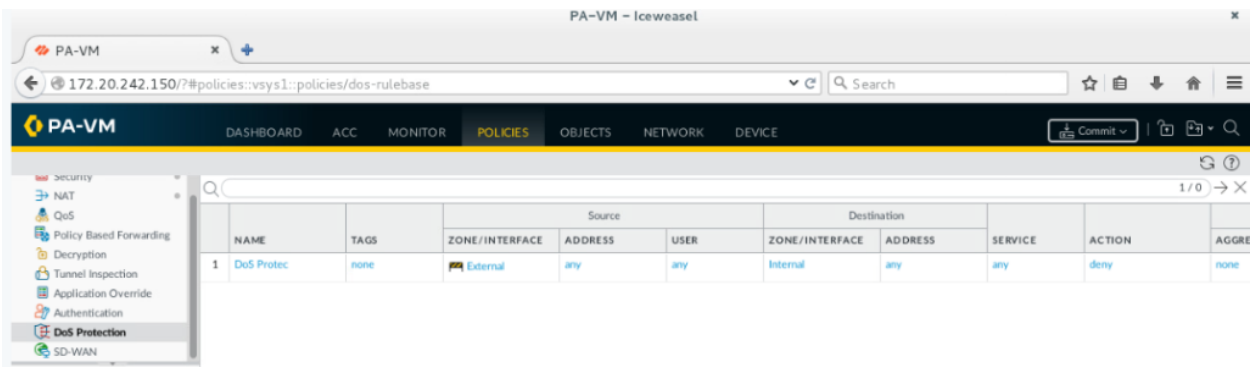 PA-VM – Iceweasel
PA-VM
172.20.242.150/?#policies::vsys1::policies/dos-rulebase
Search
PA-VM DASHBOARD ACC MONITOR POLICIES OBJECTS NETWORK DEVICE Commit
Security
NAT
QoS
Policy Based Forwarding
Decryption
Tunnel Inspection
Application Override
Authentication
DoS Protection
SD-WAN
1 / 0
Source Destination
NAME TAGS ZONE/INTERFACE ADDRESS USER ZONE/INTERFACE ADDRESS SERVICE ACTION AGGRE
1 DoS Protec none External any any Internal any any deny none